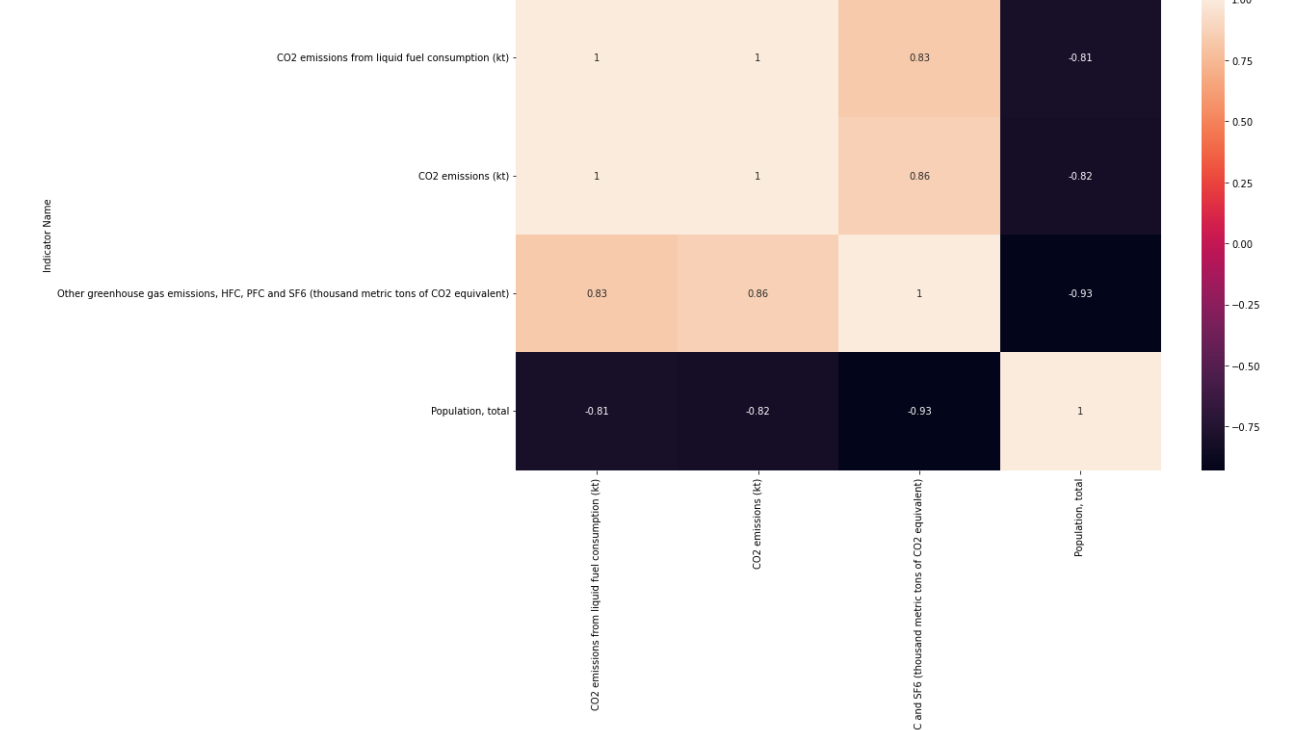 1.00
CO2 emissions from liquid fuel consumption (kt)
1
1
0.83
-0.81
0.75
0.50
CO2 emissions (kt)
1
1
0.86
-0.82
0.25
Indicator Name
0.00
Other greenhouse gas emissions, HFC, PFC and SF6 (thousand metric tons of CO2 equivalent)
0.83
0.86
1
-0.93
−0.25
−0.50
Population, total
-0.81
-0.82
-0.93
1
−0.75
CO2 emissions from liquid fuel consumption (kt)
CO2 emissions (kt)
C and SF6 (thousand metric tons of CO2 equivalent)
Population, total